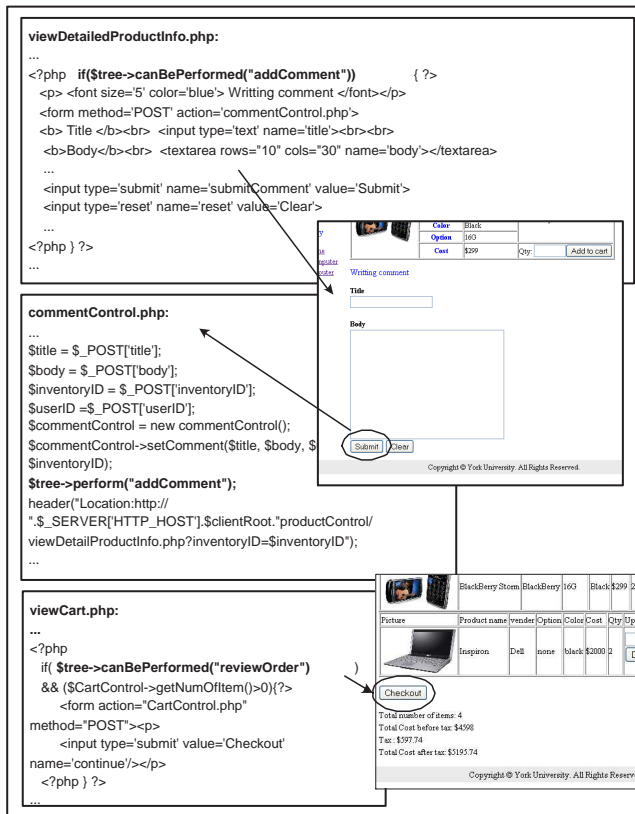 viewDetailedProductInfo.php:
...
<?php if($tree->canBePerformed("addComment")) { ?>
<p> <font size='5' color='blue'> Writting comment </font></p>
<form method='POST' action='commentControl.php'>
<b> Title </b><br> <input type='text' name='title'><br><br>
<b>Body</b><br> <textarea rows="10" cols="30" name='body'></textarea>
...
<input type='submit' name='submitComment' value='Submit'>
<input type='reset' name='reset' value='Clear'>
...
<?php } ?>
...
Color Black
Option 16G
Cost $299 Qty: Add to cart
Writting comment
Title
Body
Submit Clear
Copyright © York University. All Rights Reserved.
commentControl.php:
...
$title = $_POST['title'];
$body = $_POST['body'];
$inventoryID = $_POST['inventoryID'];
$userID =$_POST['userID'];
$commentControl = new commentControl();
$commentControl->setComment($title, $body, $
$inventoryID);
$tree->perform("addComment");
header("Location:http://
".$_SERVER['HTTP_HOST'].$clientRoot."productControl/
viewDetailProductInfo.php?inventoryID=$inventoryID");
...
viewCart.php:
...
<?php
if( $tree->canBePerformed("reviewOrder") )
&& ($CartControl->getNumOfItem()>0){?>
<form action="CartControl.php"
method="POST"><p>
<input type='submit' value='Checkout'
name='continue'/></p>
<?php } ?>
...
BlackBerry Storm BlackBerry 16G Black $299 2
Picture Product name vender Option Color Cost Qty Up
Inspiron Dell none black $2000 2
Checkout
Total number of items: 4
Total Cost before tax: $4598
Tax : $597.74
Total Cost after tax: $5195.74
Copyright © York University. All Rights Reserv